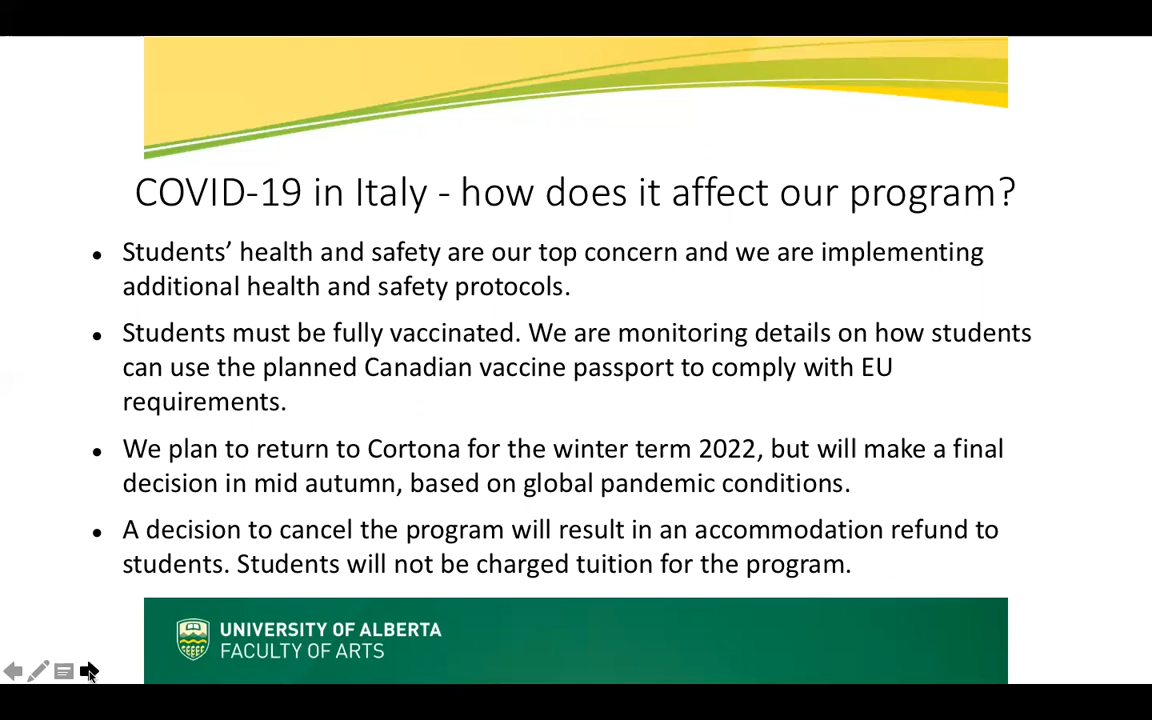 COVID-19 in Italy - how does it affect our program?
• Students’ health and safety are our top concern and we are implementing
additional health and safety protocols.
• Students must be fully vaccinated. We are monitoring details on how students
can use the planned Canadian vaccine passport to comply with EU
requirements.
• We plan to return to Cortona for the winter term 2022, but will make a final
decision in mid autumn, based on global pandemic conditions.
• A decision to cancel the program will result in an accommodation refund to
students. Students will not be charged tuition for the program.
UNIVERSITY OF ALBERTA
FACULTY OF ARTS